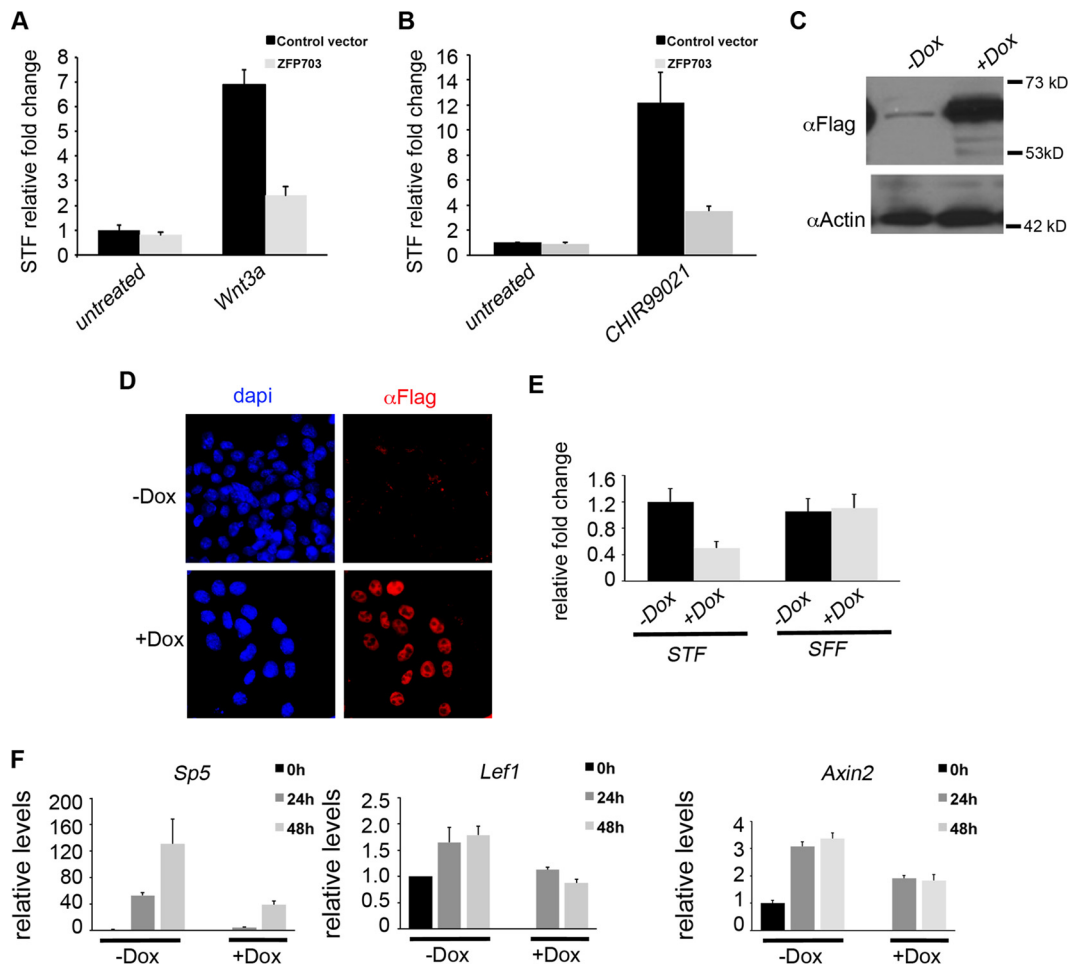 A
Control vector
ZFP703
STF relative fold change
8
7
6
5
4
3
2
1
0
untreated
Wnt3a
B
Control vector
ZFP703
STF relative fold change
16
14
12
10
8
6
4
2
0
untreated
CHIR99021
C
-Dox
+Dox
αFlag
73 kD
53kD
αActin
42 kD
D
dapi
αFlag
-Dox
+Dox
E
relative fold change
1.6
1.2
0.8
0.4
0
-Dox
+Dox
-Dox
+Dox
STF
SFF
F
Sp5
0h
24h
48h
relative levels
200
160
120
80
40
0
-Dox
+Dox
Lef1
0h
24h
48h
relative levels
2.5
2.0
1.5
1.0
0.5
0
-Dox
+Dox
Axin2
0h
24h
48h
relative levels
4
3
2
1
0
-Dox
+Dox